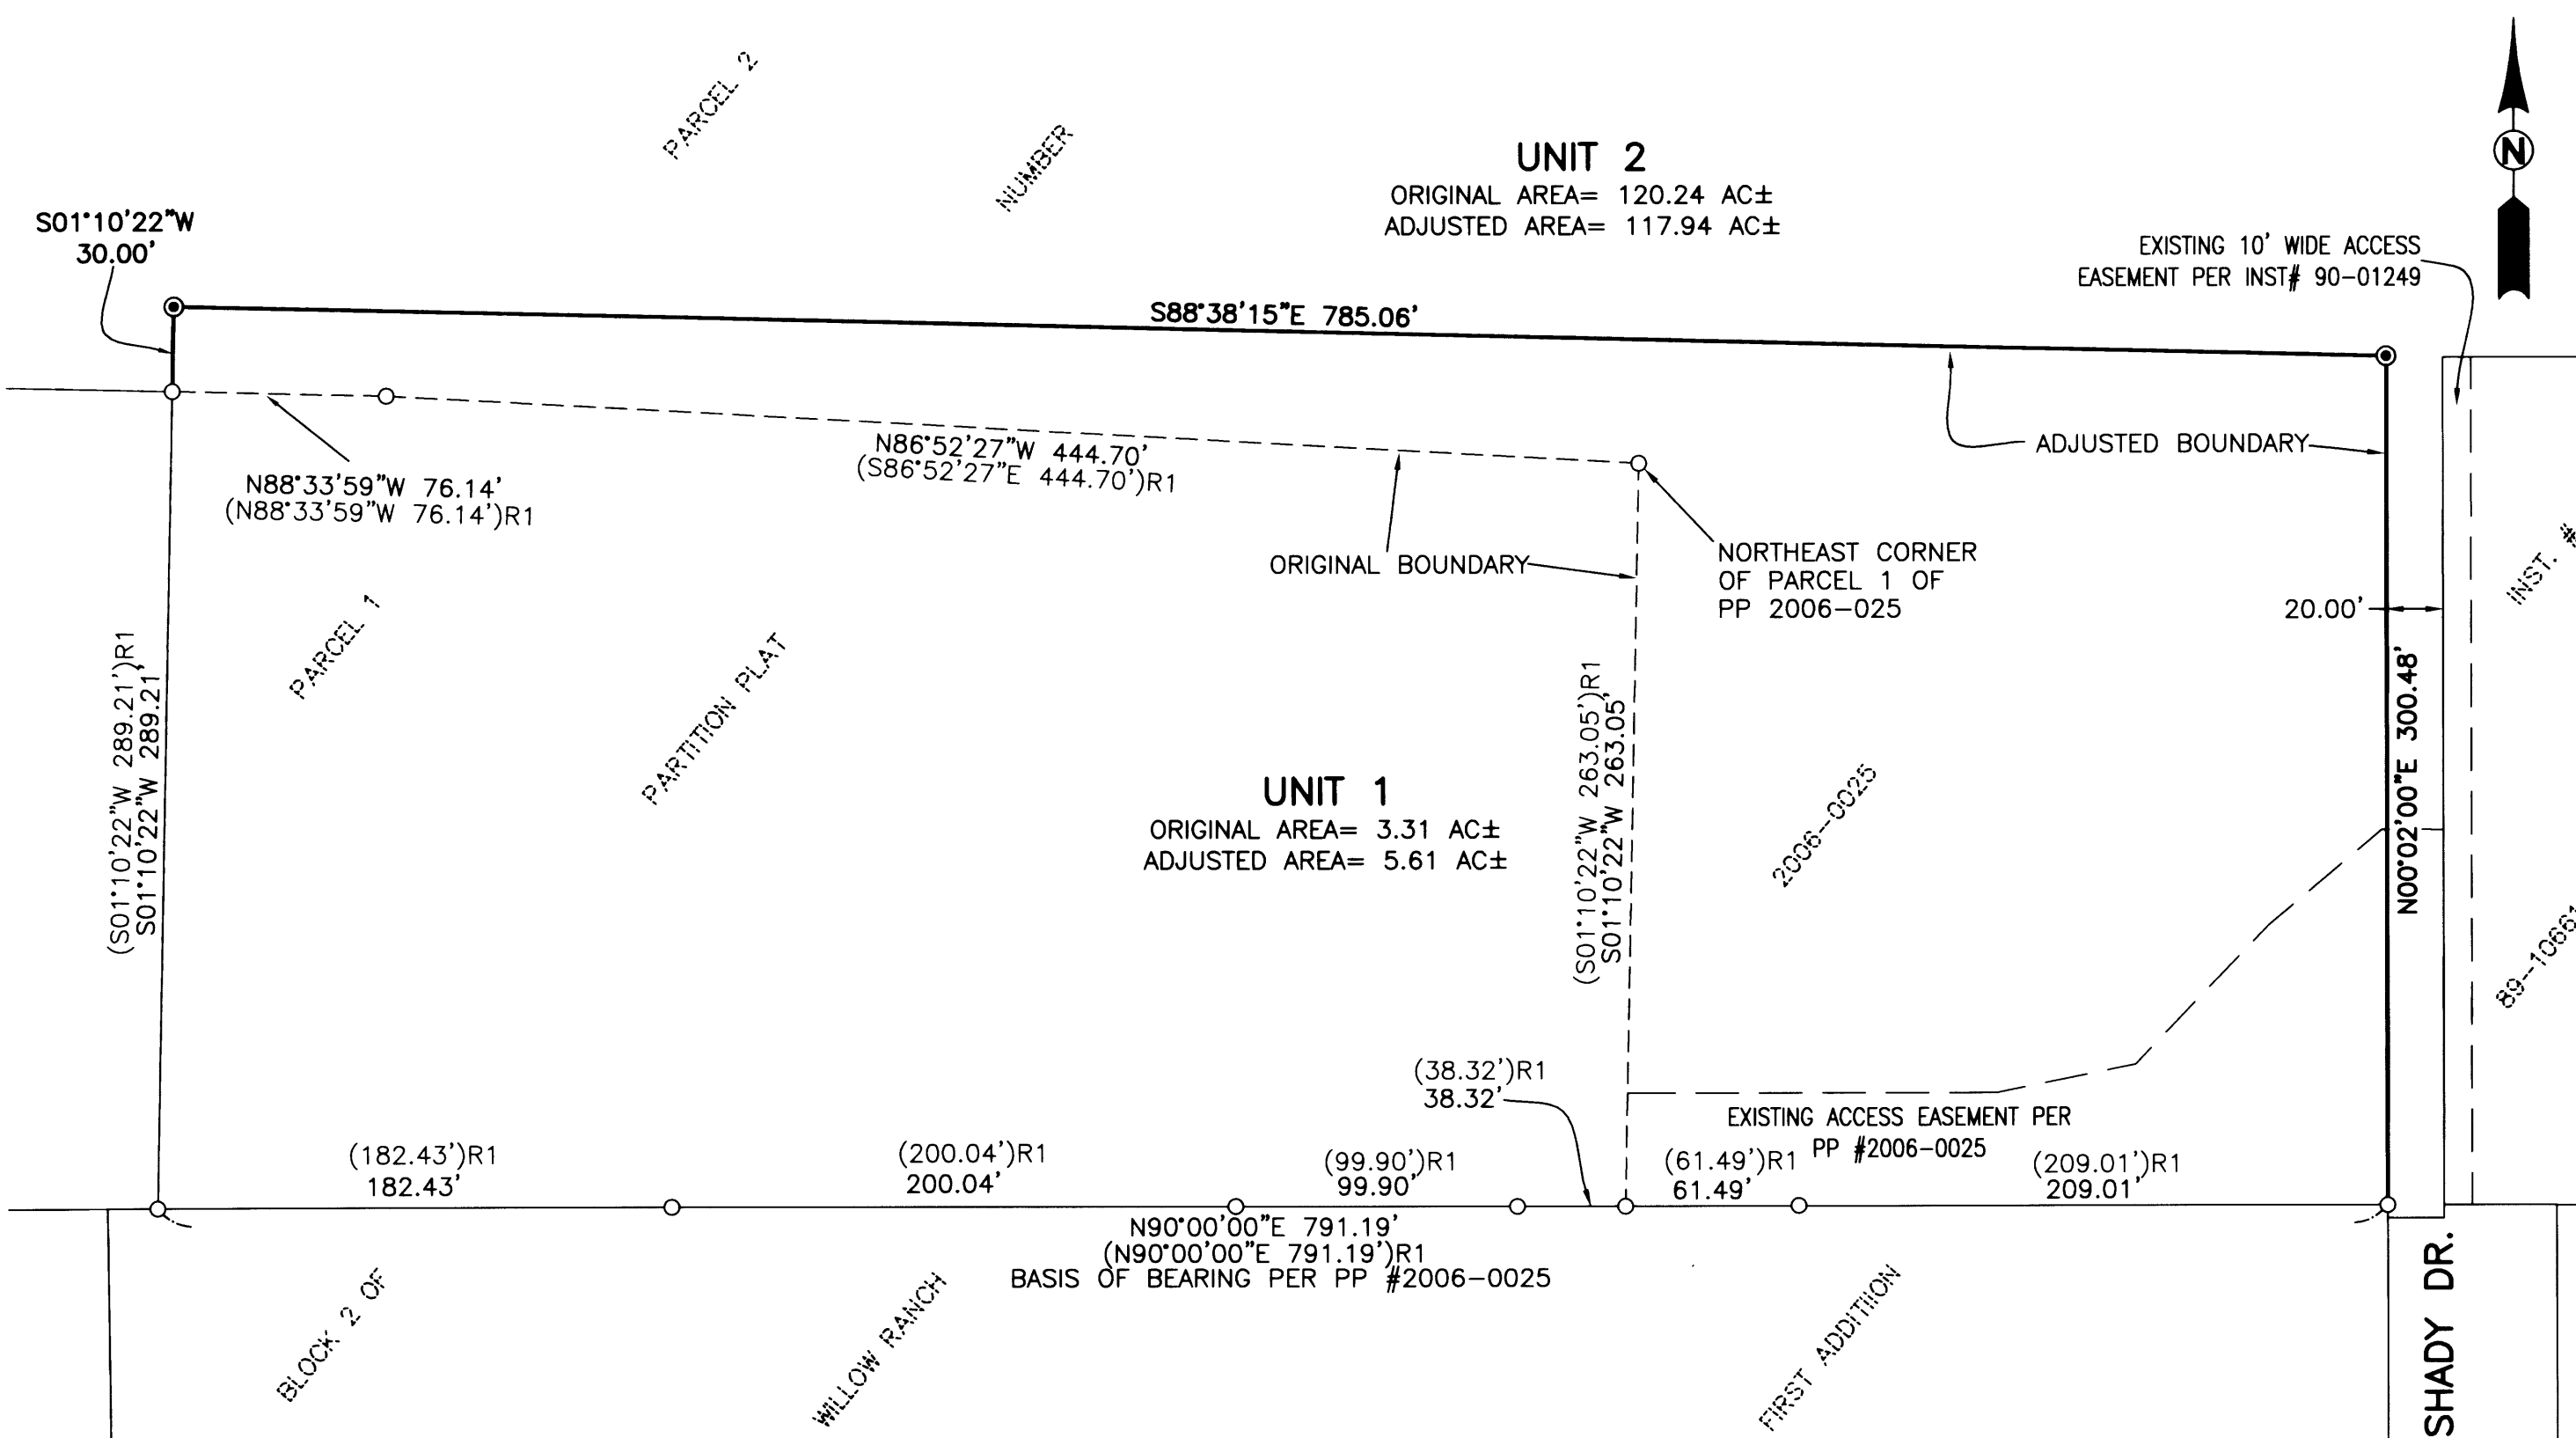 PARCEL 2
NUMBER
UNIT 2
ORIGINAL AREA= 120.24 AC±
ADJUSTED AREA= 117.94 AC±
N
S01°10'22"W
30.00'
EXISTING 10' WIDE ACCESS
EASEMENT PER INST# 90-01249
S88°38'15"E 785.06'
ADJUSTED BOUNDARY
N88°33'59"W 76.14'
(N88°33'59"W 76.14')R1
N86°52'27"W 444.70'
(S86°52'27"E 444.70')R1
ORIGINAL BOUNDARY
NORTHEAST CORNER
OF PARCEL 1 OF
PP 2006-025
INST. #
20.00'
PARCEL 1
PARTITION PLAT
(S01°10'22"W 289.21')R1
S01°10'22"W 289.21'
(S01°10'22"W 263.05')R1
S01°10'22"W 263.05'
N00°02'00"E 300.48'
UNIT 1
ORIGINAL AREA= 3.31 AC±
ADJUSTED AREA= 5.61 AC±
2006-0025
89-10661
(38.32')R1
38.32'
EXISTING ACCESS EASEMENT PER
PP #2006-0025
(182.43')R1
182.43'
(200.04')R1
200.04'
(99.90')R1
99.90'
(61.49')R1
61.49'
(209.01')R1
209.01'
N90°00'00"E 791.19'
(N90°00'00"E 791.19')R1
BASIS OF BEARING PER PP #2006-0025
BLOCK 2 OF
WILLOW RANCH
FIRST ADDITIION
SHADY DR.